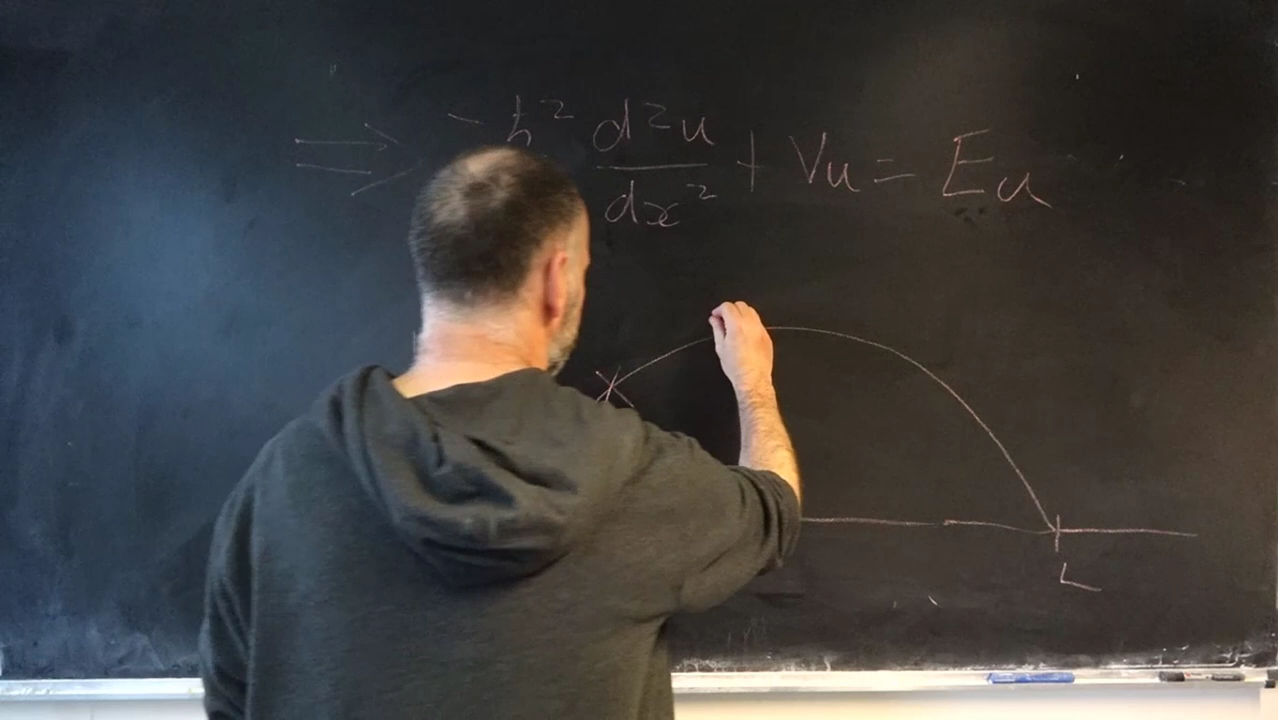 ⇒ -ħ² d²u/dx² + Vu = Eu
L